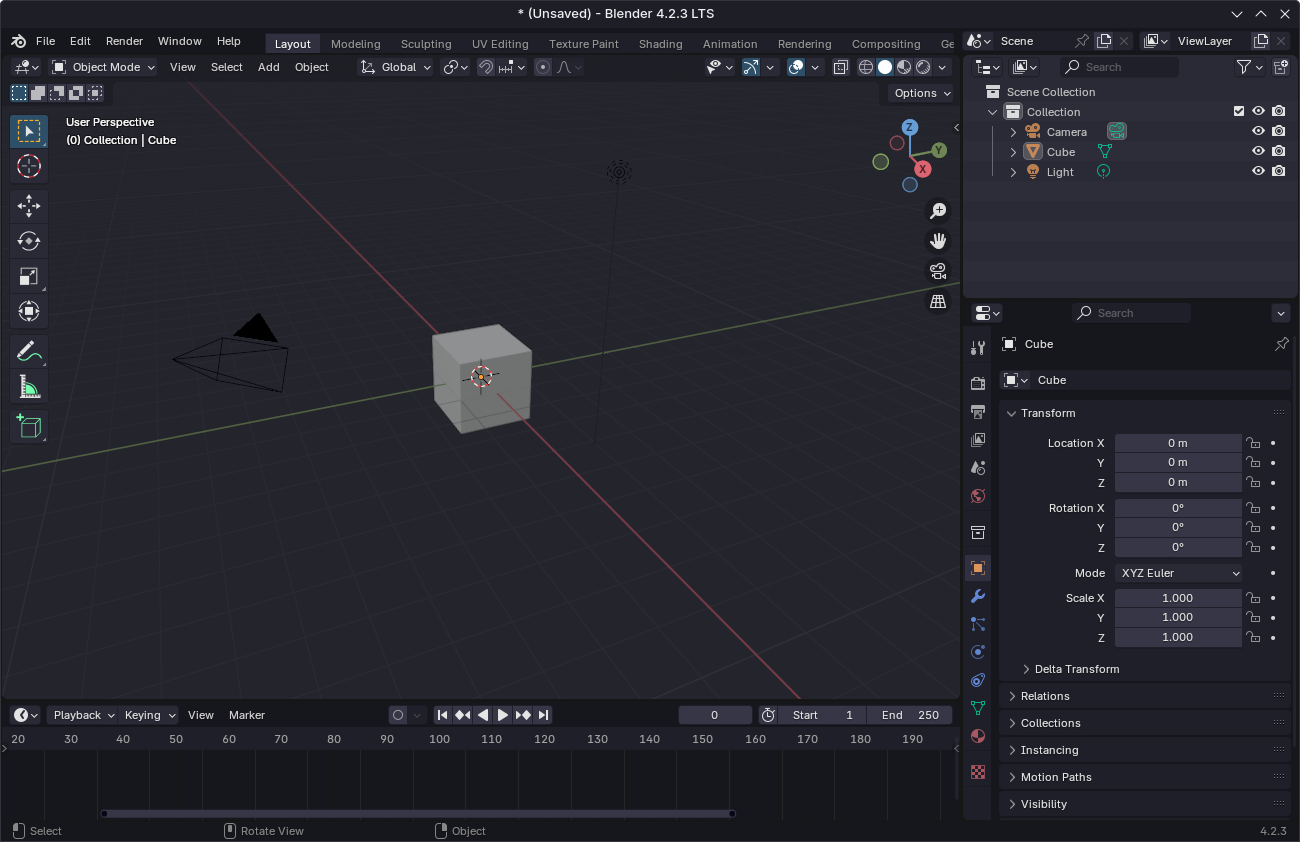 * (Unsaved) - Blender 4.2.3 LTS
File Edit Render Window Help Layout Modeling Sculpting UV Editing Texture Paint Shading Animation Rendering Compositing Ge Scene ViewLayer
Object Mode View Select Add Object Global Search
Options
User Perspective
(0) Collection | Cube
Z
Y
X
Scene Collection
Collection
Camera
Cube
Light
Search
Cube
Cube
Transform
Location X 0 m
Y 0 m
Z 0 m
Rotation X 0°
Y 0°
Z 0°
Mode XYZ Euler
Scale X 1.000
Y 1.000
Z 1.000
Delta Transform
Relations
Collections
Instancing
Motion Paths
Visibility
Playback Keying View Marker 0 Start 1 End 250
20 30 40 50 60 70 80 90 100 110 120 130 140 150 160 170 180 190
Select Rotate View Object 4.2.3